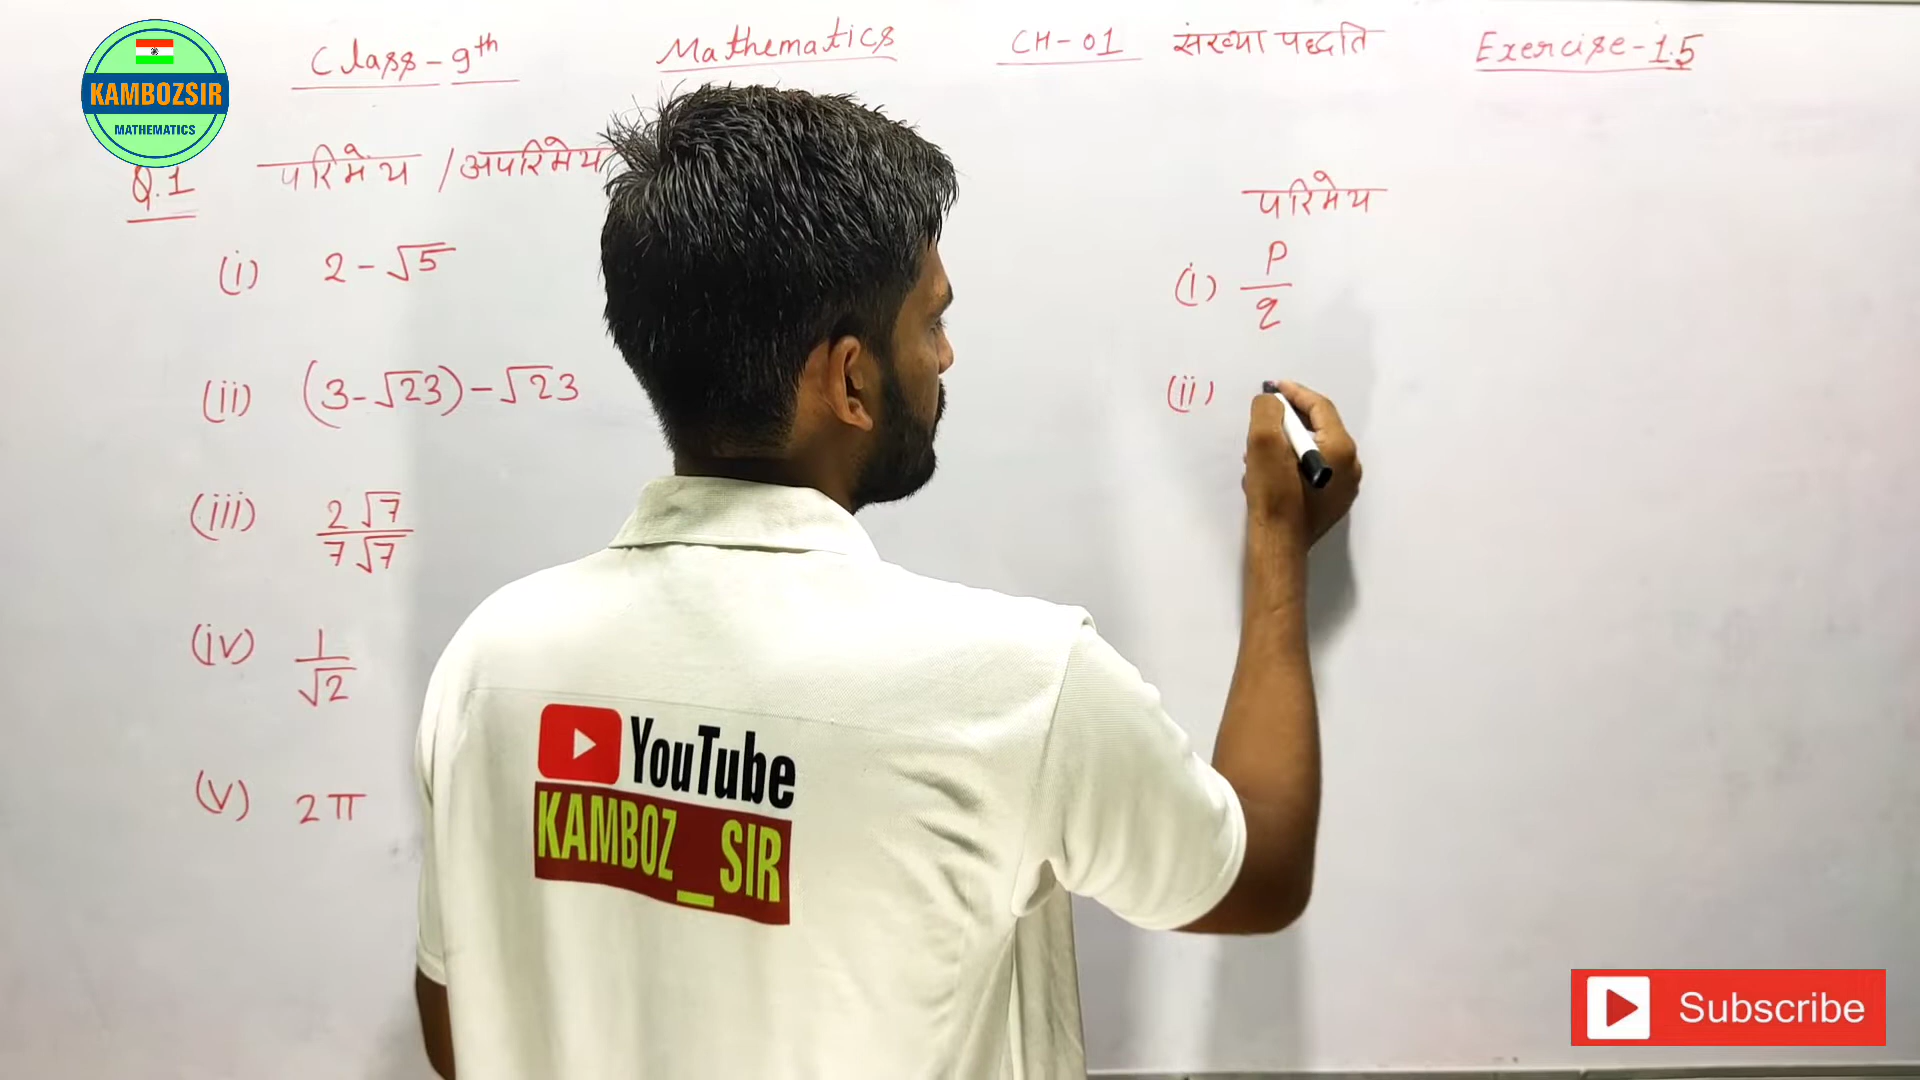 KAMBOZSIR
MATHEMATICS
Class - 9th Mathematics CH-01 संख्या पद्धति Exercise-1.5
Q.1 परिमेय / अपरिमेय
(i) 2-√5
(ii) (3-√23)-√23
(iii) 2√7/7√7
(iv) 1/√2
(v) 2π
परिमेय
(i) P/q
(ii)
YouTube
KAMBOZ_SIR
Subscribe